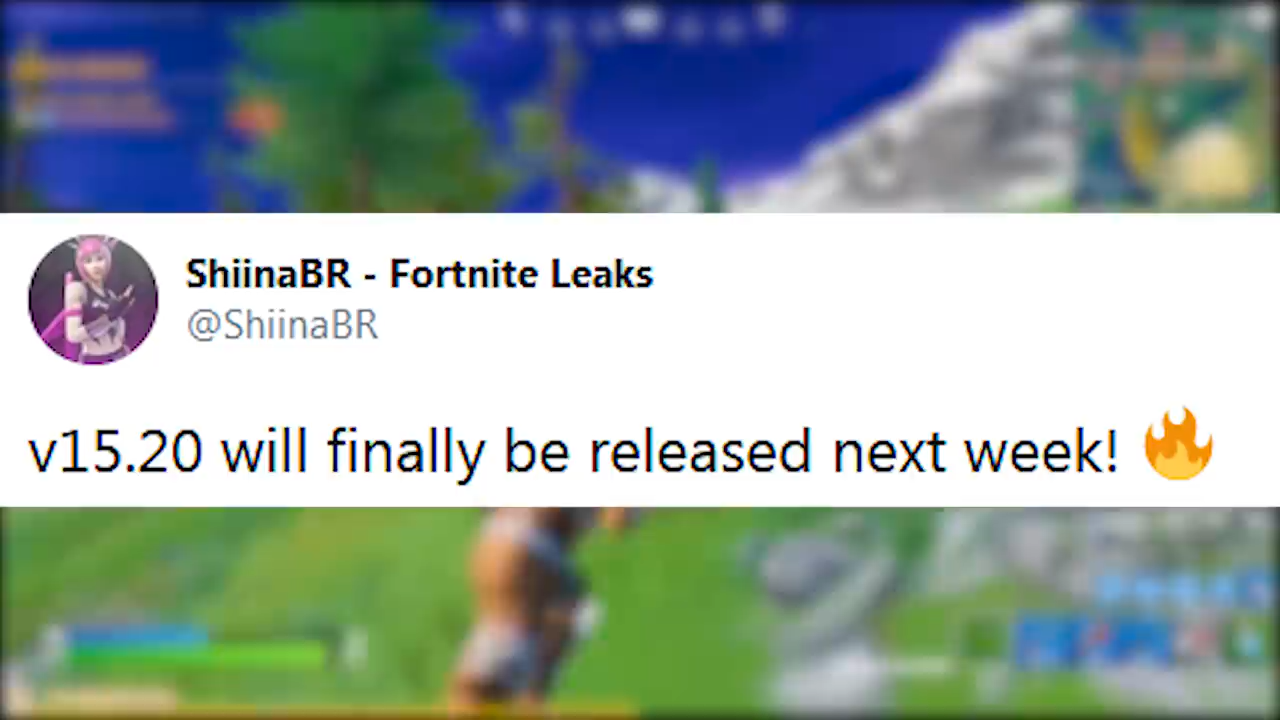 ShiinaBR - Fortnite Leaks
@ShiinaBR
v15.20 will finally be released next week! 🔥